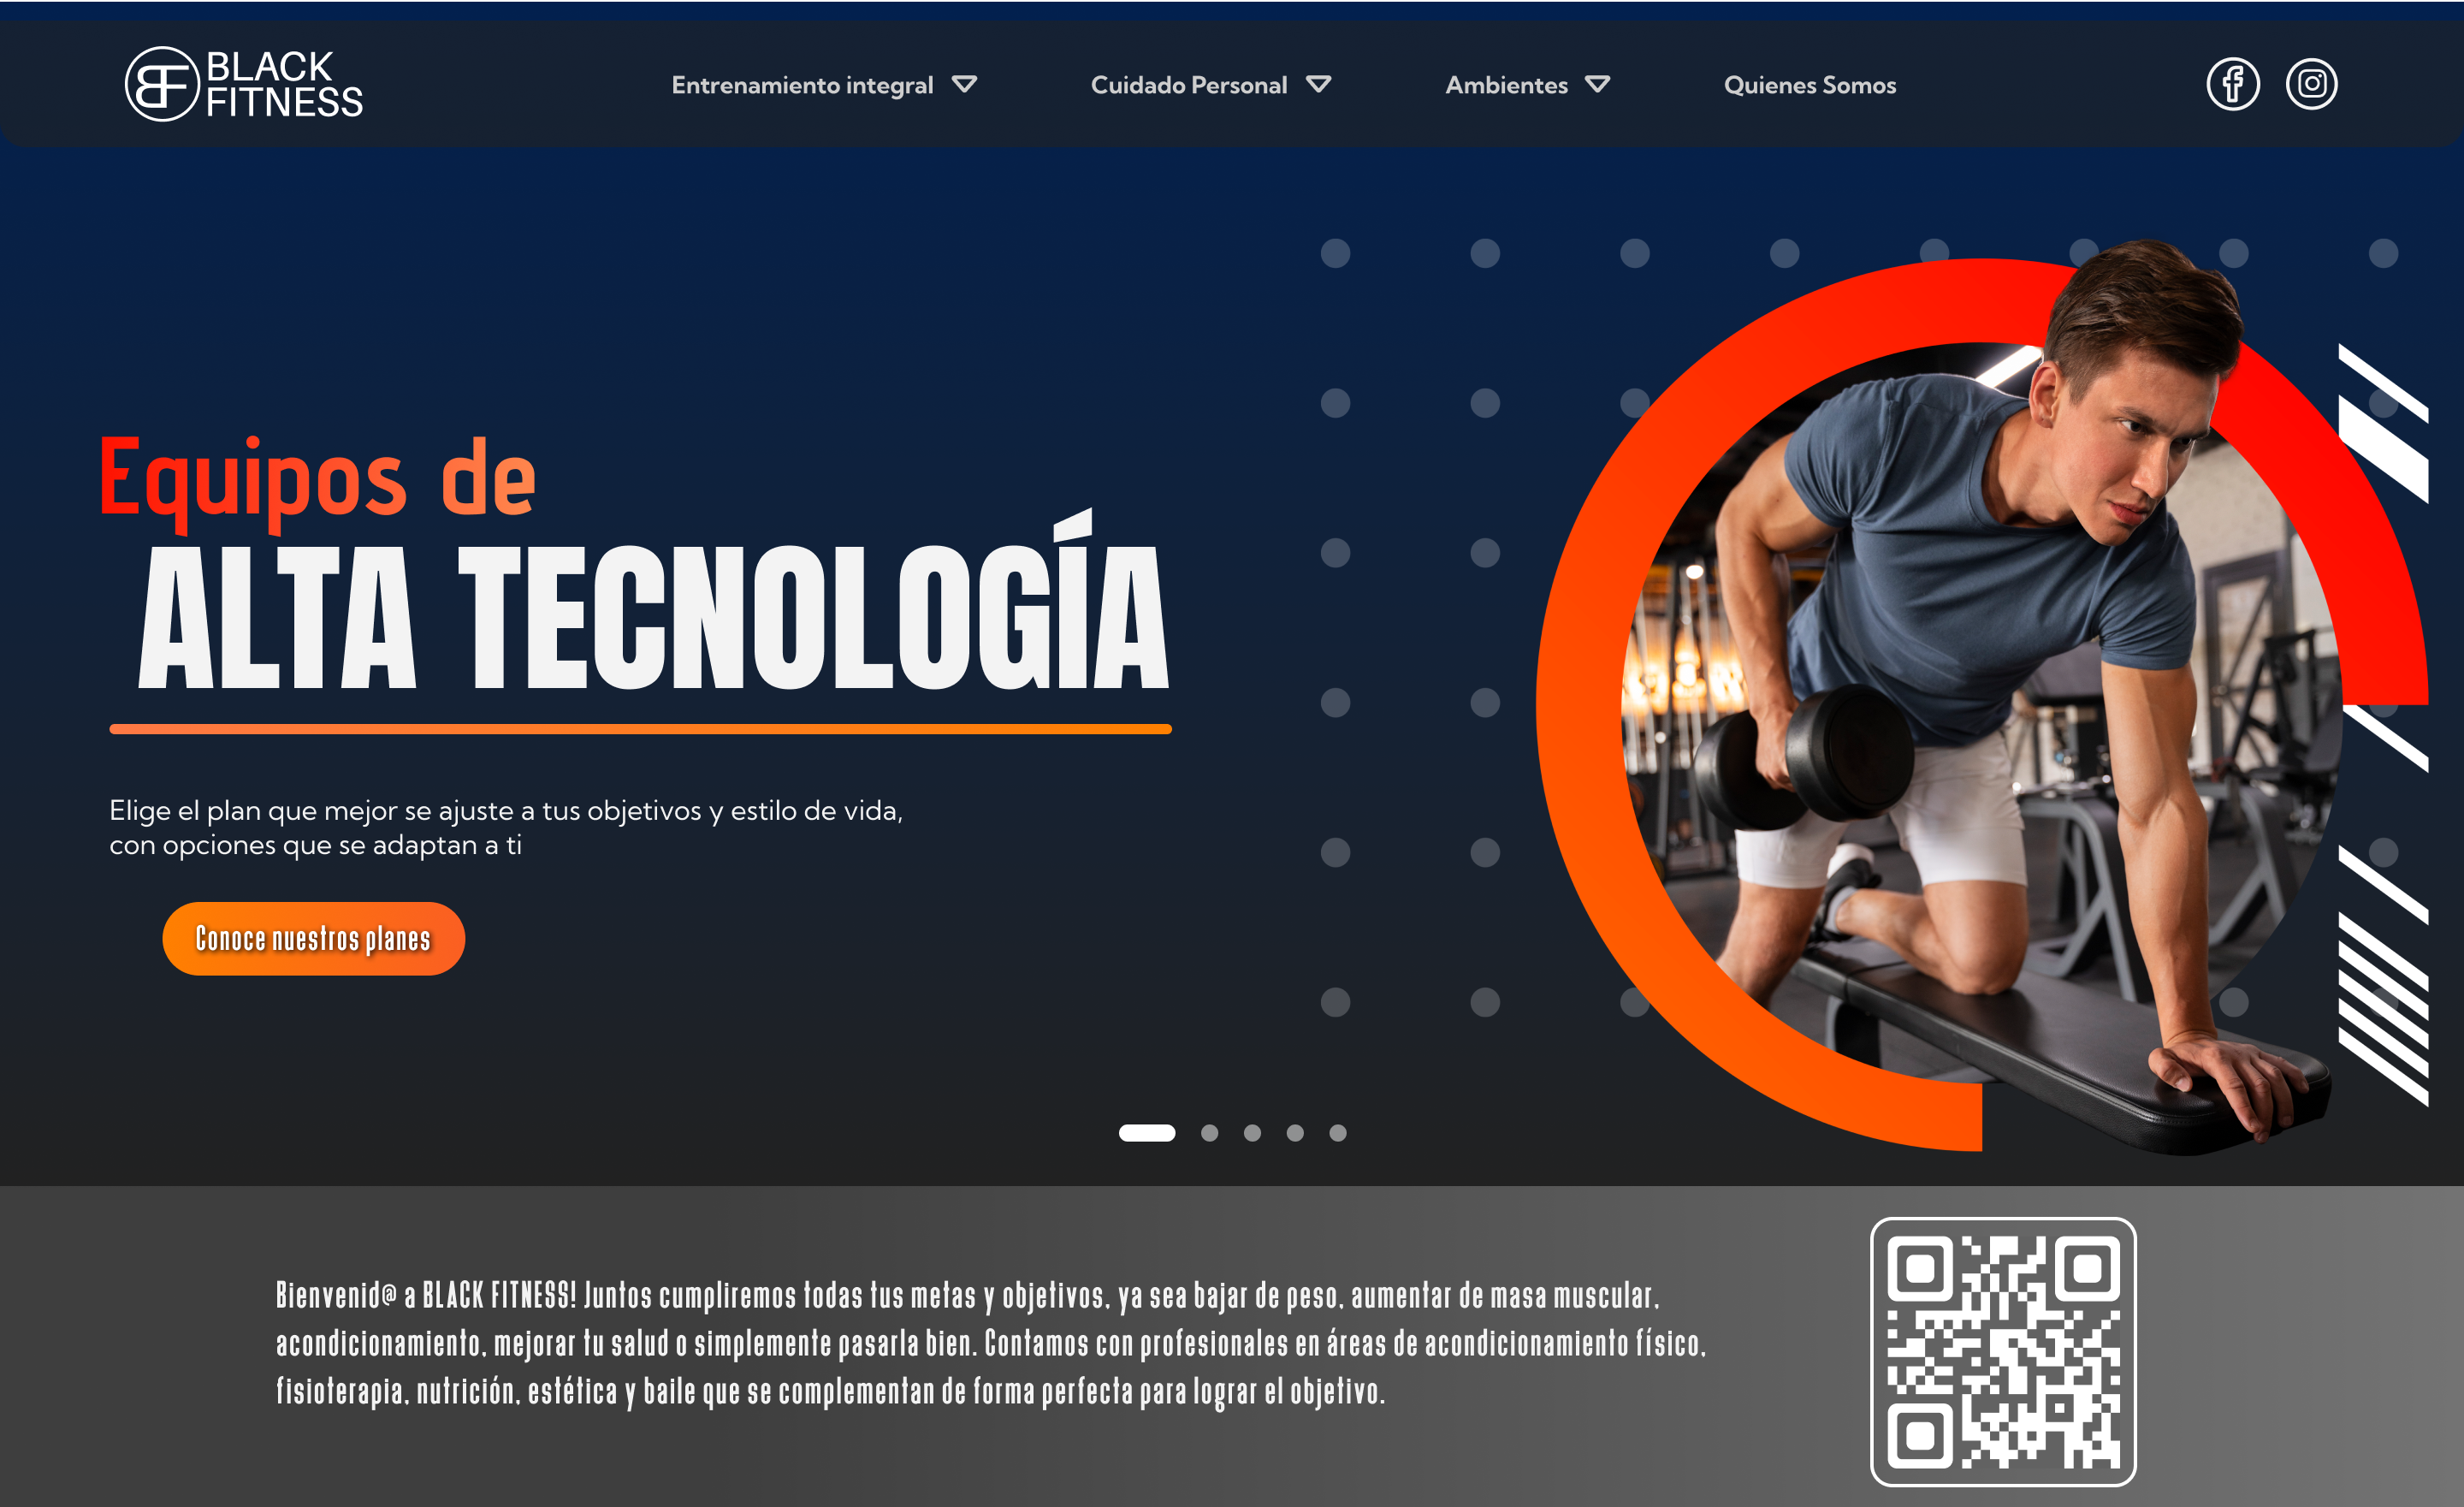 BLACK
FITNESS
Entrenamiento integral
Cuidado Personal
Ambientes
Quienes Somos
Equipos de
ALTA TECNOLOGÍA
Elige el plan que mejor se ajuste a tus objetivos y estilo de vida,
con opciones que se adaptan a ti
Conoce nuestros planes
Bienvenid@ a BLACK FITNESS! Juntos cumpliremos todas tus metas y objetivos, ya sea bajar de peso, aumentar de masa muscular,
acondicionamiento, mejorar tu salud o simplemente pasarla bien. Contamos con profesionales en áreas de acondicionamiento físico,
fisioterapia, nutrición, estética y baile que se complementan de forma perfecta para lograr el objetivo.